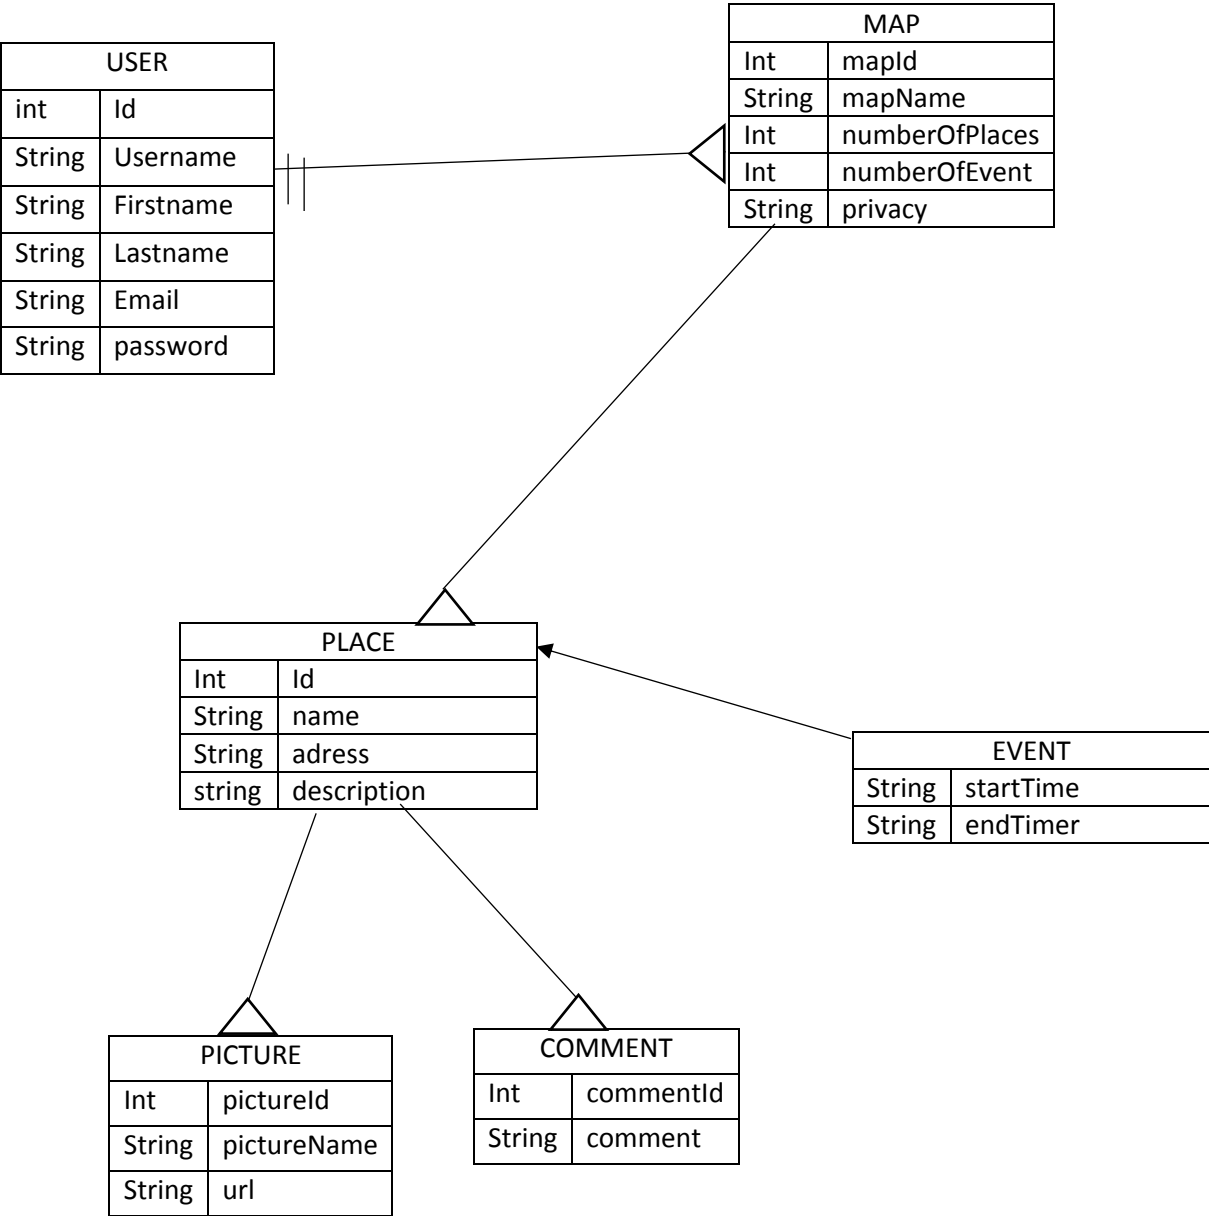 USER
int Id
String Username
String Firstname
String Lastname
String Email
String password
MAP
Int mapId
String mapName
Int numberOfPlaces
Int numberOfEvent
String privacy
PLACE
Int Id
String name
String adress
string description
EVENT
String startTime
String endTimer
PICTURE
Int pictureId
String pictureName
String url
COMMENT
Int commentId
String comment